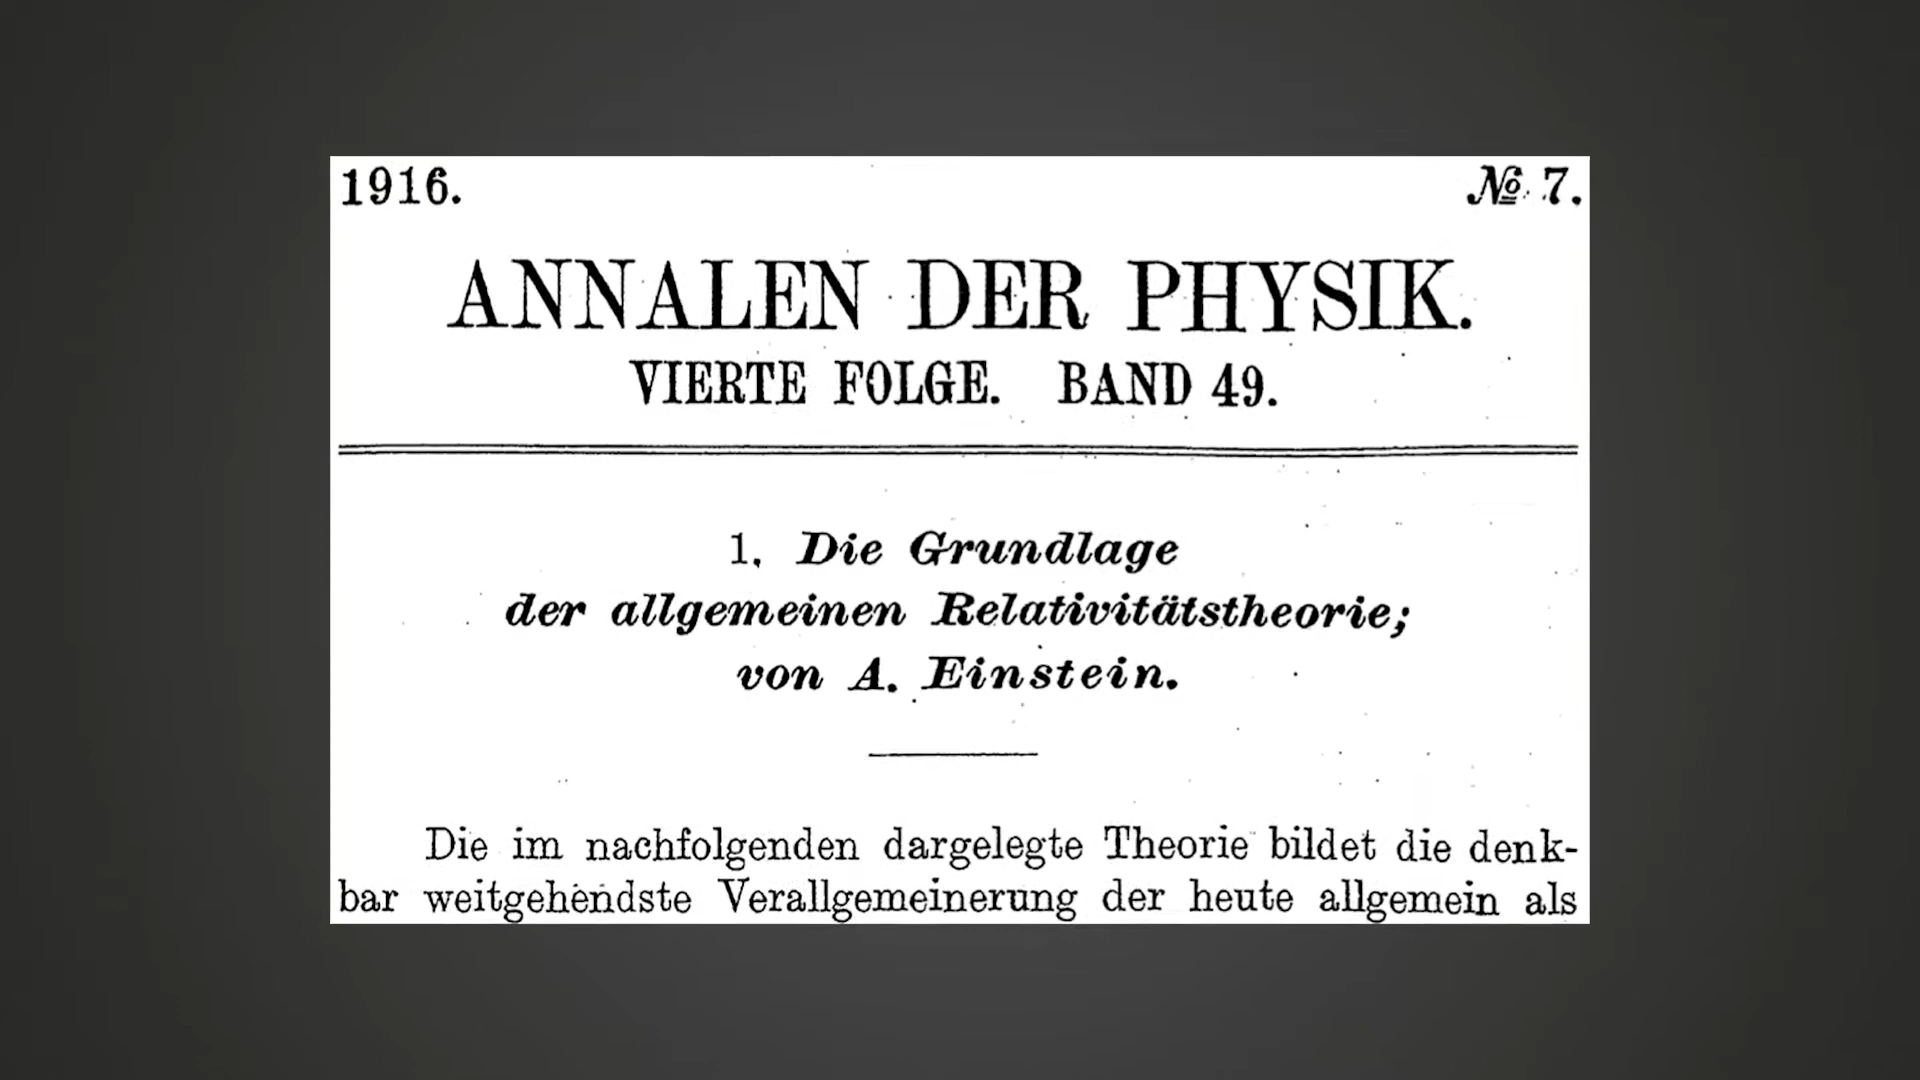 1916. № 7.
ANNALEN DER PHYSIK.
VIERTE FOLGE. BAND 49.
1. Die Grundlage
der allgemeinen Relativitätstheorie;
von A. Einstein.
Die im nachfolgenden dargelegte Theorie bildet die denk-
bar weitgehendste Verallgemeinerung der heute allgemein als